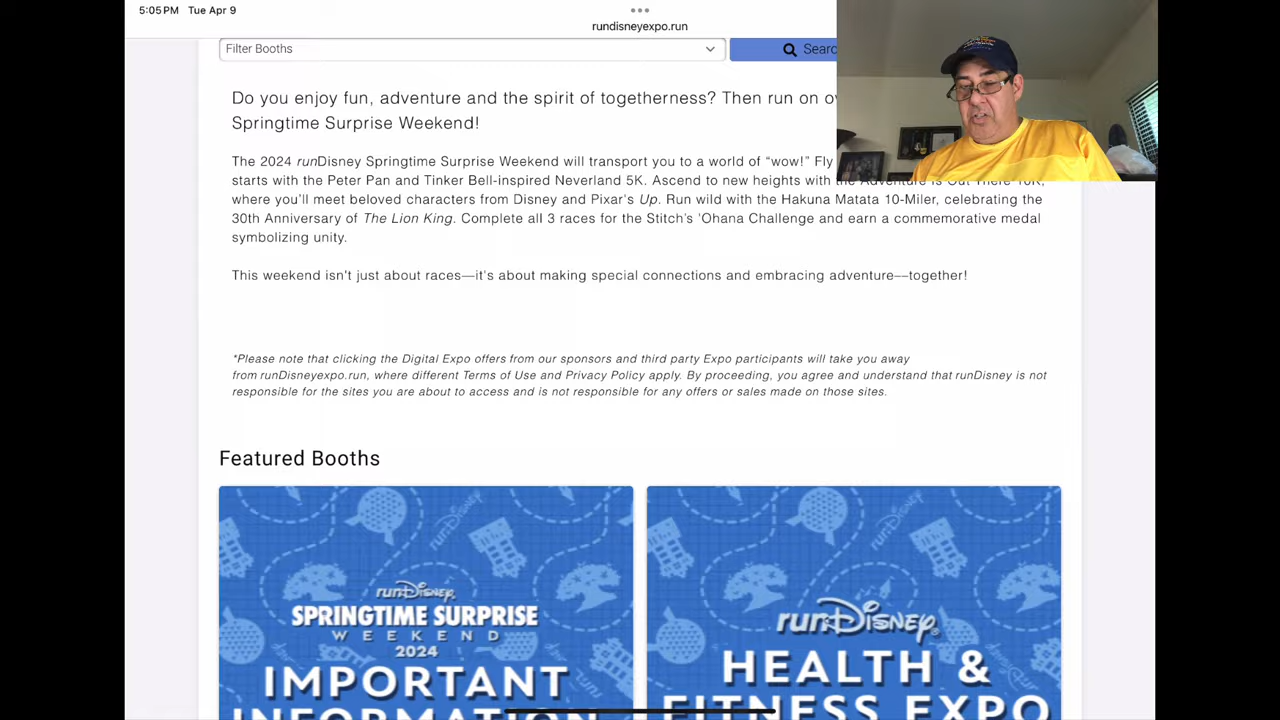 5:05 PM Tue Apr 9
rundisneyexpo.run
Filter Booths
Do you enjoy fun, adventure and the spirit of togetherness? Then run on
Springtime Surprise Weekend!
The 2024 runDisney Springtime Surprise Weekend will transport you to a world of “wow!” Fly
starts with the Peter Pan and Tinker Bell-inspired Neverland 5K. Ascend to new heights with the Adventure Is Out There 10K,
where you’ll meet beloved characters from Disney and Pixar's Up. Run wild with the Hakuna Matata 10-Miler, celebrating the
30th Anniversary of The Lion King. Complete all 3 races for the Stitch’s ‘Ohana Challenge and earn a commemorative medal
symbolizing unity.
This weekend isn't just about races—it's about making special connections and embracing adventure—together!
*Please note that clicking the Digital Expo offers from our sponsors and third party Expo participants will take you away
from runDisneyexpo.run, where different Terms of Use and Privacy Policy apply. By proceeding, you agree and understand that runDisney is not
responsible for the sites you are about to access and is not responsible for any offers or sales made on those sites.
Featured Booths
runDisney
SPRINGTIME SURPRISE
WEEKEND
2024
IMPORTANT
INFORMATION
runDisney
HEALTH &
FITNESS EXPO